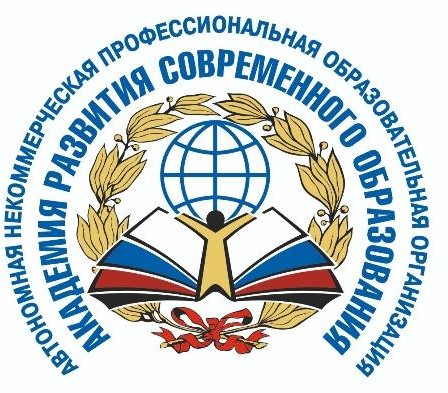 АВТОНОМНАЯ НЕКОММЕРЧЕСКАЯ ПРОФЕССИОНАЛЬНАЯ ОБРАЗОВАТЕЛЬНАЯ ОРГАНИЗАЦИЯ
АКАДЕМИЯ РАЗВИТИЯ СОВРЕМЕННОГО ОБРАЗОВАНИЯ